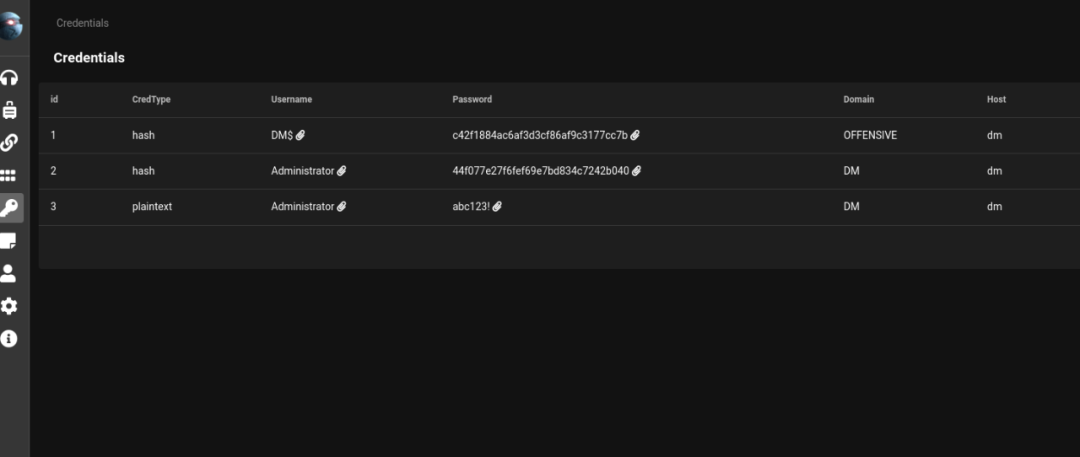 Credentials
Credentials
id CredType Username Password Domain Host
1 hash DM$ c42f1884ac6af3d3cf86af9c3177cc7b OFFENSIVE dm
2 hash Administrator 44f077e27f6fef69e7bd834c7242b040 DM dm
3 plaintext Administrator abc123! DM dm